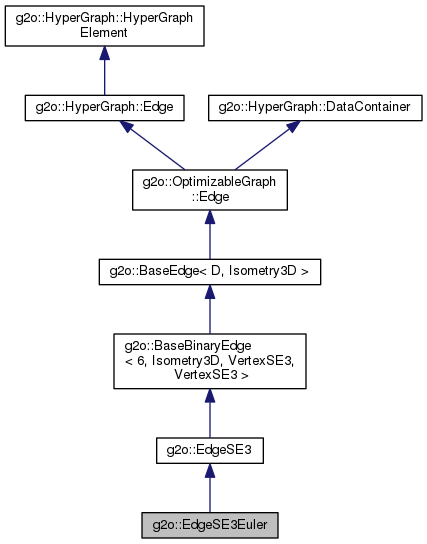 g2o::HyperGraph::HyperGraph
Element
g2o::HyperGraph::Edge
g2o::HyperGraph::DataContainer
g2o::OptimizableGraph
::Edge
g2o::BaseEdge< D, Isometry3D >
g2o::BaseBinaryEdge
< 6, Isometry3D, VertexSE3,
VertexSE3 >
g2o::EdgeSE3
g2o::EdgeSE3Euler